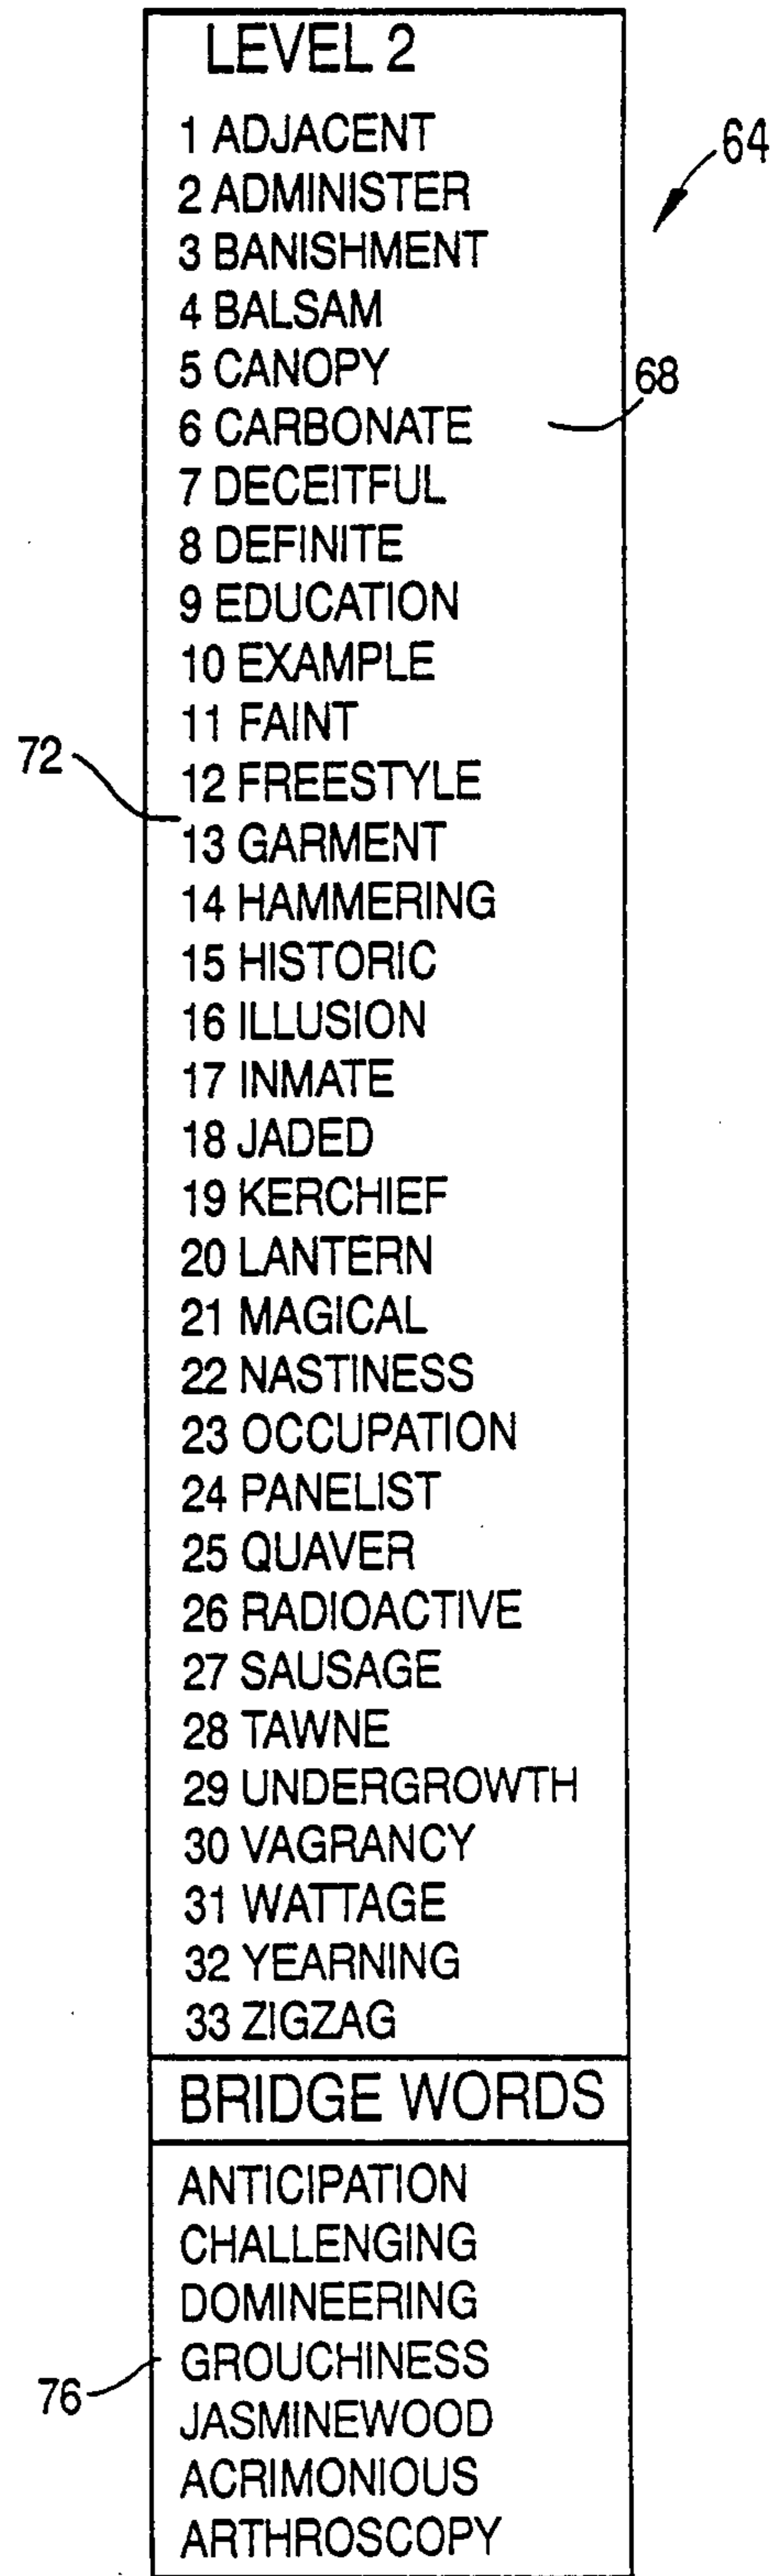 LEVEL 2
1 ADJACENT
64
2 ADMINISTER
3 BANISHMENT
4 BALSAM
5 CANOPY
68
6 CARBONATE
7 DECEITFUL
8 DEFINITE
9 EDUCATION
10 EXAMPLE
11 FAINT
72
12 FREESTYLE
13 GARMENT
14 HAMMERING
15 HISTORIC
16 ILLUSION
17 INMATE
18 JADED
19 KERCHIEF
20 LANTERN
21 MAGICAL
22 NASTINESS
23 OCCUPATION
24 PANELIST
25 QUAVER
26 RADIOACTIVE
27 SAUSAGE
28 TAWNE
29 UNDERGROWTH
30 VAGRANCY
31 WATTAGE
32 YEARNING
33 ZIGZAG
BRIDGE WORDS
ANTICIPATION
CHALLENGING
DOMINEERING
GROUCHINESS
76
JASMINEWOOD
ACRIMONIOUS
ARTHROSCOPY